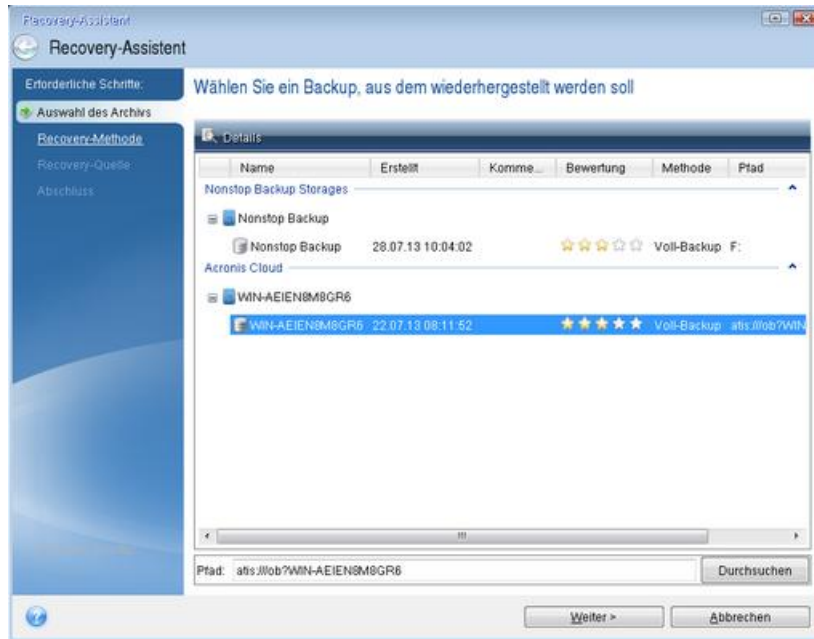 Recovery-Assistent
Recovery-Assistent
Erforderliche Schritte:
Auswahl des Archivs
Recovery-Methode
Recovery-Quelle
Abschluss
Wählen Sie ein Backup, aus dem wiederhergestellt werden soll
Details
Name Erstellt Komme... Bewertung Methode Pfad
Nonstop Backup Storages
Nonstop Backup
Nonstop Backup 28.07.13 10:04:02 Voll-Backup F:
Acronis Cloud
WIN-AEIEN8M8GR6
WIN-AEIEN8M8GR6 22.07.13 08:11:52 Voll-Backup atis:///ob?WIN
Pfad: atis:///ob?WIN-AEIEN8M8GR6 Durchsuchen
Weiter > Abbrechen